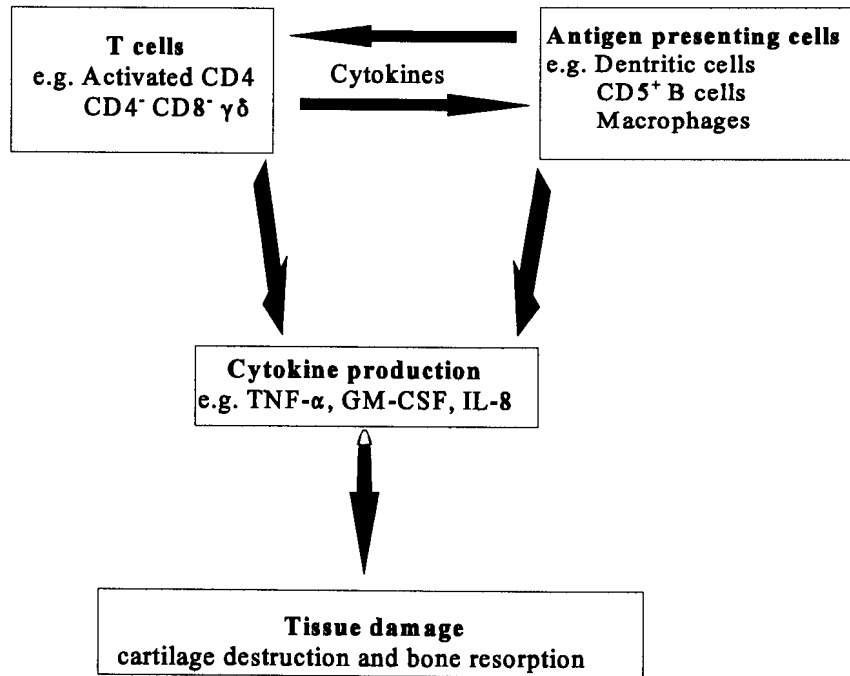 T cells
e.g. Activated CD4
CD4⁻ CD8⁻ γδ
Cytokines
Antigen presenting cells
e.g. Dentritic cells
CD5⁺ B cells
Macrophages
Cytokine production
e.g. TNF-α, GM-CSF, IL-8
Tissue damage
cartilage destruction and bone resorption